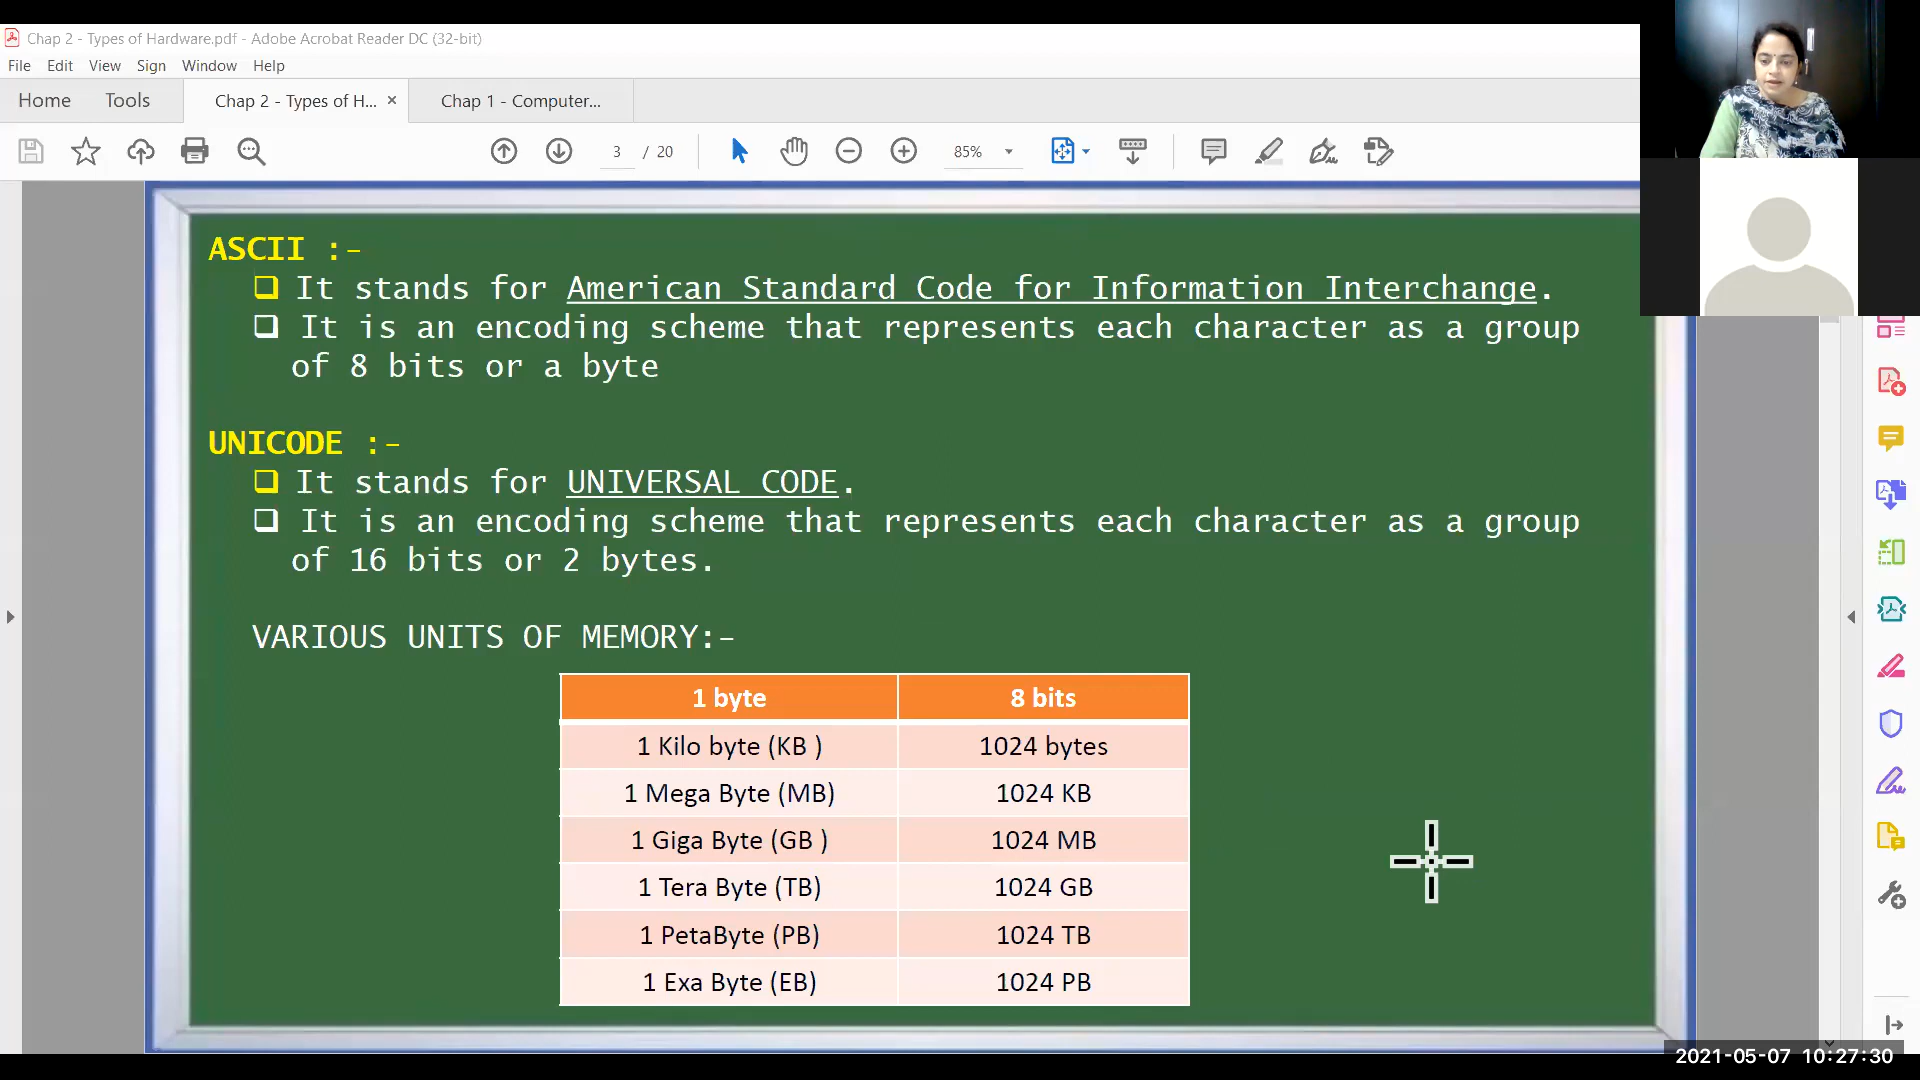 Chap 2 - Types of Hardware.pdf - Adobe Acrobat Reader DC (32-bit)
File Edit View Sign Window Help
Home Tools Chap 2 - Types of H... × Chap 1 - Computer...
3 / 20 85%
ASCII :-
It stands for American Standard Code for Information Interchange.
It is an encoding scheme that represents each character as a group
of 8 bits or a byte
UNICODE :-
It stands for UNIVERSAL CODE.
It is an encoding scheme that represents each character as a group
of 16 bits or 2 bytes.
VARIOUS UNITS OF MEMORY:-
1 byte 8 bits
1 Kilo byte (KB ) 1024 bytes
1 Mega Byte (MB) 1024 KB
1 Giga Byte (GB ) 1024 MB
1 Tera Byte (TB) 1024 GB
1 PetaByte (PB) 1024 TB
1 Exa Byte (EB) 1024 PB
2021-05-07 10:27:30